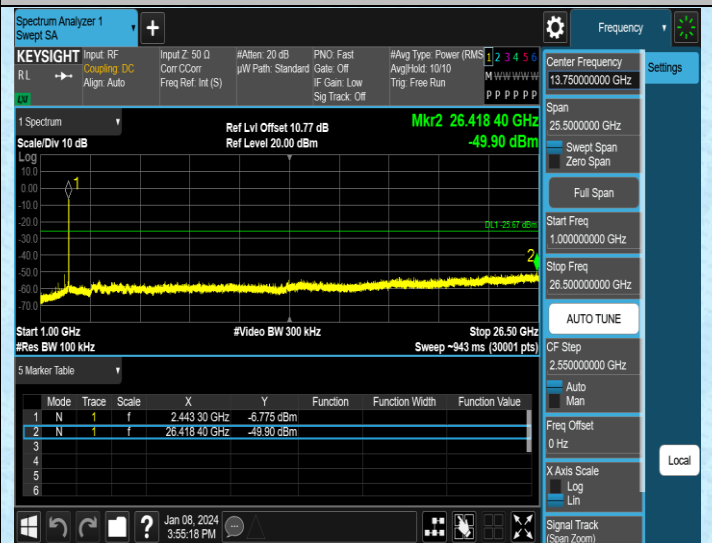 Spectrum Analyzer 1
Swept SA
Frequency
KEYSIGHT Input: RF
Coupling: DC
Align: Auto
RL
LXI
Input Z: 50 Ω
Corr CCorr
Freq Ref: Int (S)
#Atten: 20 dB
µW Path: Standard
PNO: Fast
Gate: Off
IF Gain: Low
Sig Track: Off
#Avg Type: Power (RMS
Avg|Hold: 10/10
Trig: Free Run
1 2 3 4 5 6
M W W W W W
P P P P P P
Center Frequency
13.750000000 GHz
Settings
Span
25.5000000 GHz
Swept Span
Zero Span
Full Span
Start Freq
1.000000000 GHz
Stop Freq
26.500000000 GHz
AUTO TUNE
CF Step
2.550000000 GHz
Auto
Man
Freq Offset
0 Hz
X Axis Scale
Log
Lin
Signal Track
(Span Zoom)
Local
1 Spectrum
Scale/Div 10 dB
Ref Lvl Offset 10.77 dB
Ref Level 20.00 dBm
Mkr2 26.418 40 GHz
-49.90 dBm
Log
10.0
0.00
-10.0
-20.0
-30.0
-40.0
-50.0
-60.0
-70.0
1
DL1 -25.67 dBm
2
Start 1.00 GHz
#Res BW 100 kHz
#Video BW 300 kHz
Stop 26.50 GHz
Sweep ~943 ms (30001 pts)
5 Marker Table
Mode Trace Scale X Y Function Function Width Function Value
1 N 1 f 2.443 30 GHz -6.775 dBm
2 N 1 f 26.418 40 GHz -49.90 dBm
3
4
5
6
Jan 08, 2024
3:55:18 PM